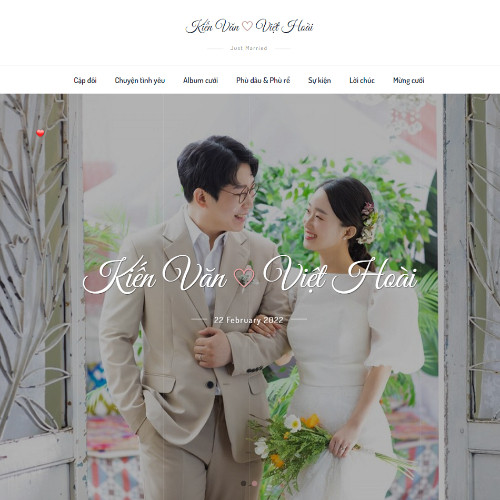 Kiến Văn Việt Hoài
Just Married
Cặp đôi Chuyện tình yêu Album cưới Phù dâu & Phù rể Sự kiện Lời chúc Mừng cưới
Kiến Văn Việt Hoài
22 February 2022